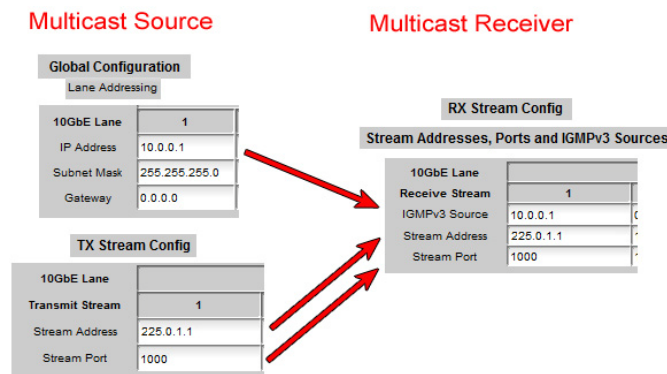 Multicast Source
Multicast Receiver
Global Configuration
Lane Addressing
10GbE Lane 1
IP Address 10.0.0.1
Subnet Mask 255.255.255.0
Gateway 0.0.0.0
TX Stream Config
10GbE Lane
Transmit Stream 1
Stream Address 225.0.1.1
Stream Port 1000
RX Stream Config
Stream Addresses, Ports and IGMPv3 Sources
10GbE Lane
Receive Stream 1
IGMPv3 Source 10.0.0.1
Stream Address 225.0.1.1
Stream Port 1000